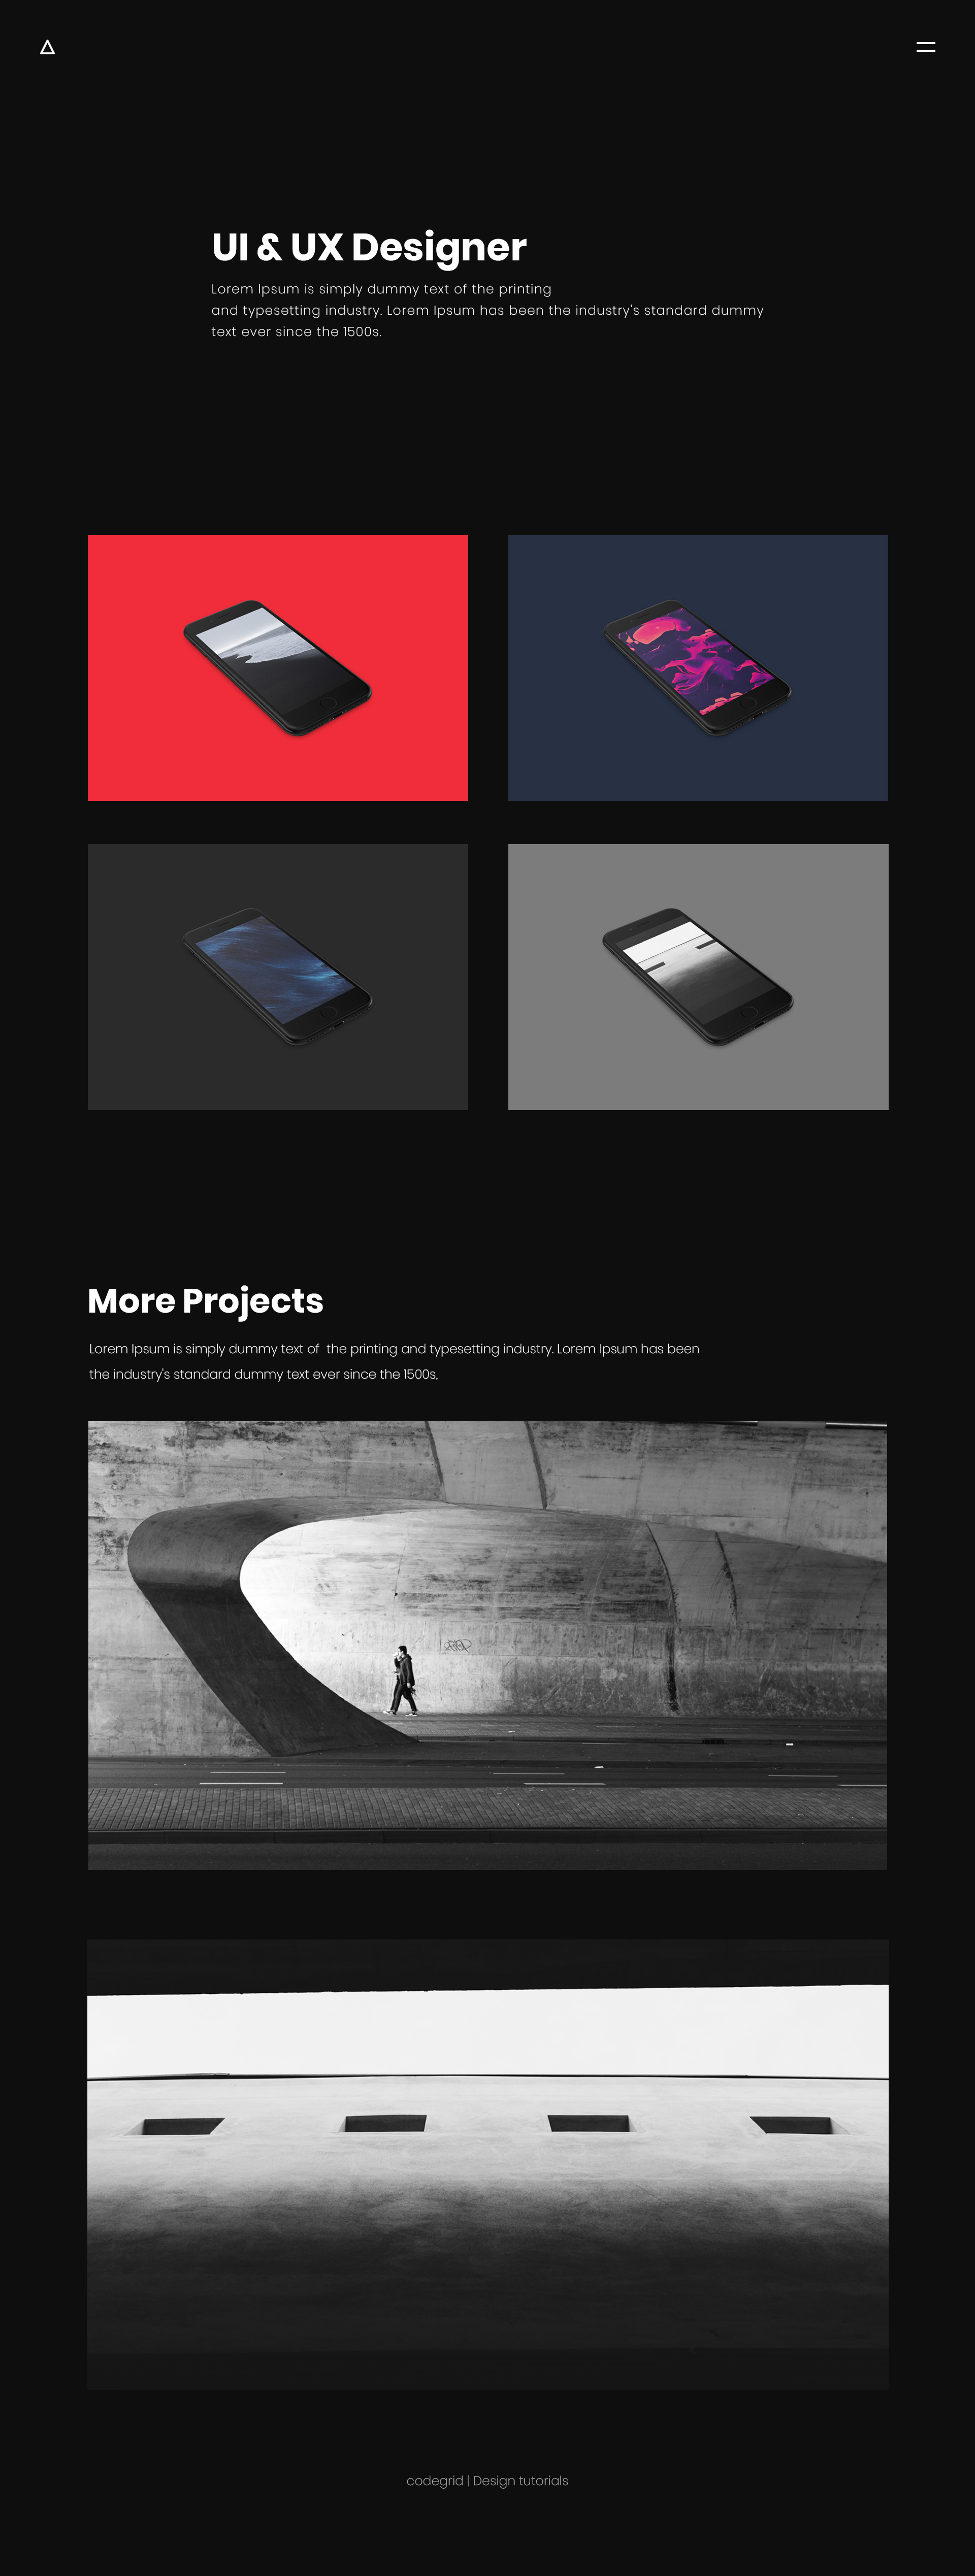 UI & UX Designer
Lorem Ipsum is simply dummy text of the printing
and typesetting industry. Lorem Ipsum has been the industry's standard dummy
text ever since the 1500s.
More Projects
Lorem Ipsum is simply dummy text of  the printing and typesetting industry. Lorem Ipsum has been
the industry's standard dummy text ever since the 1500s,
codegrid | Design tutorials